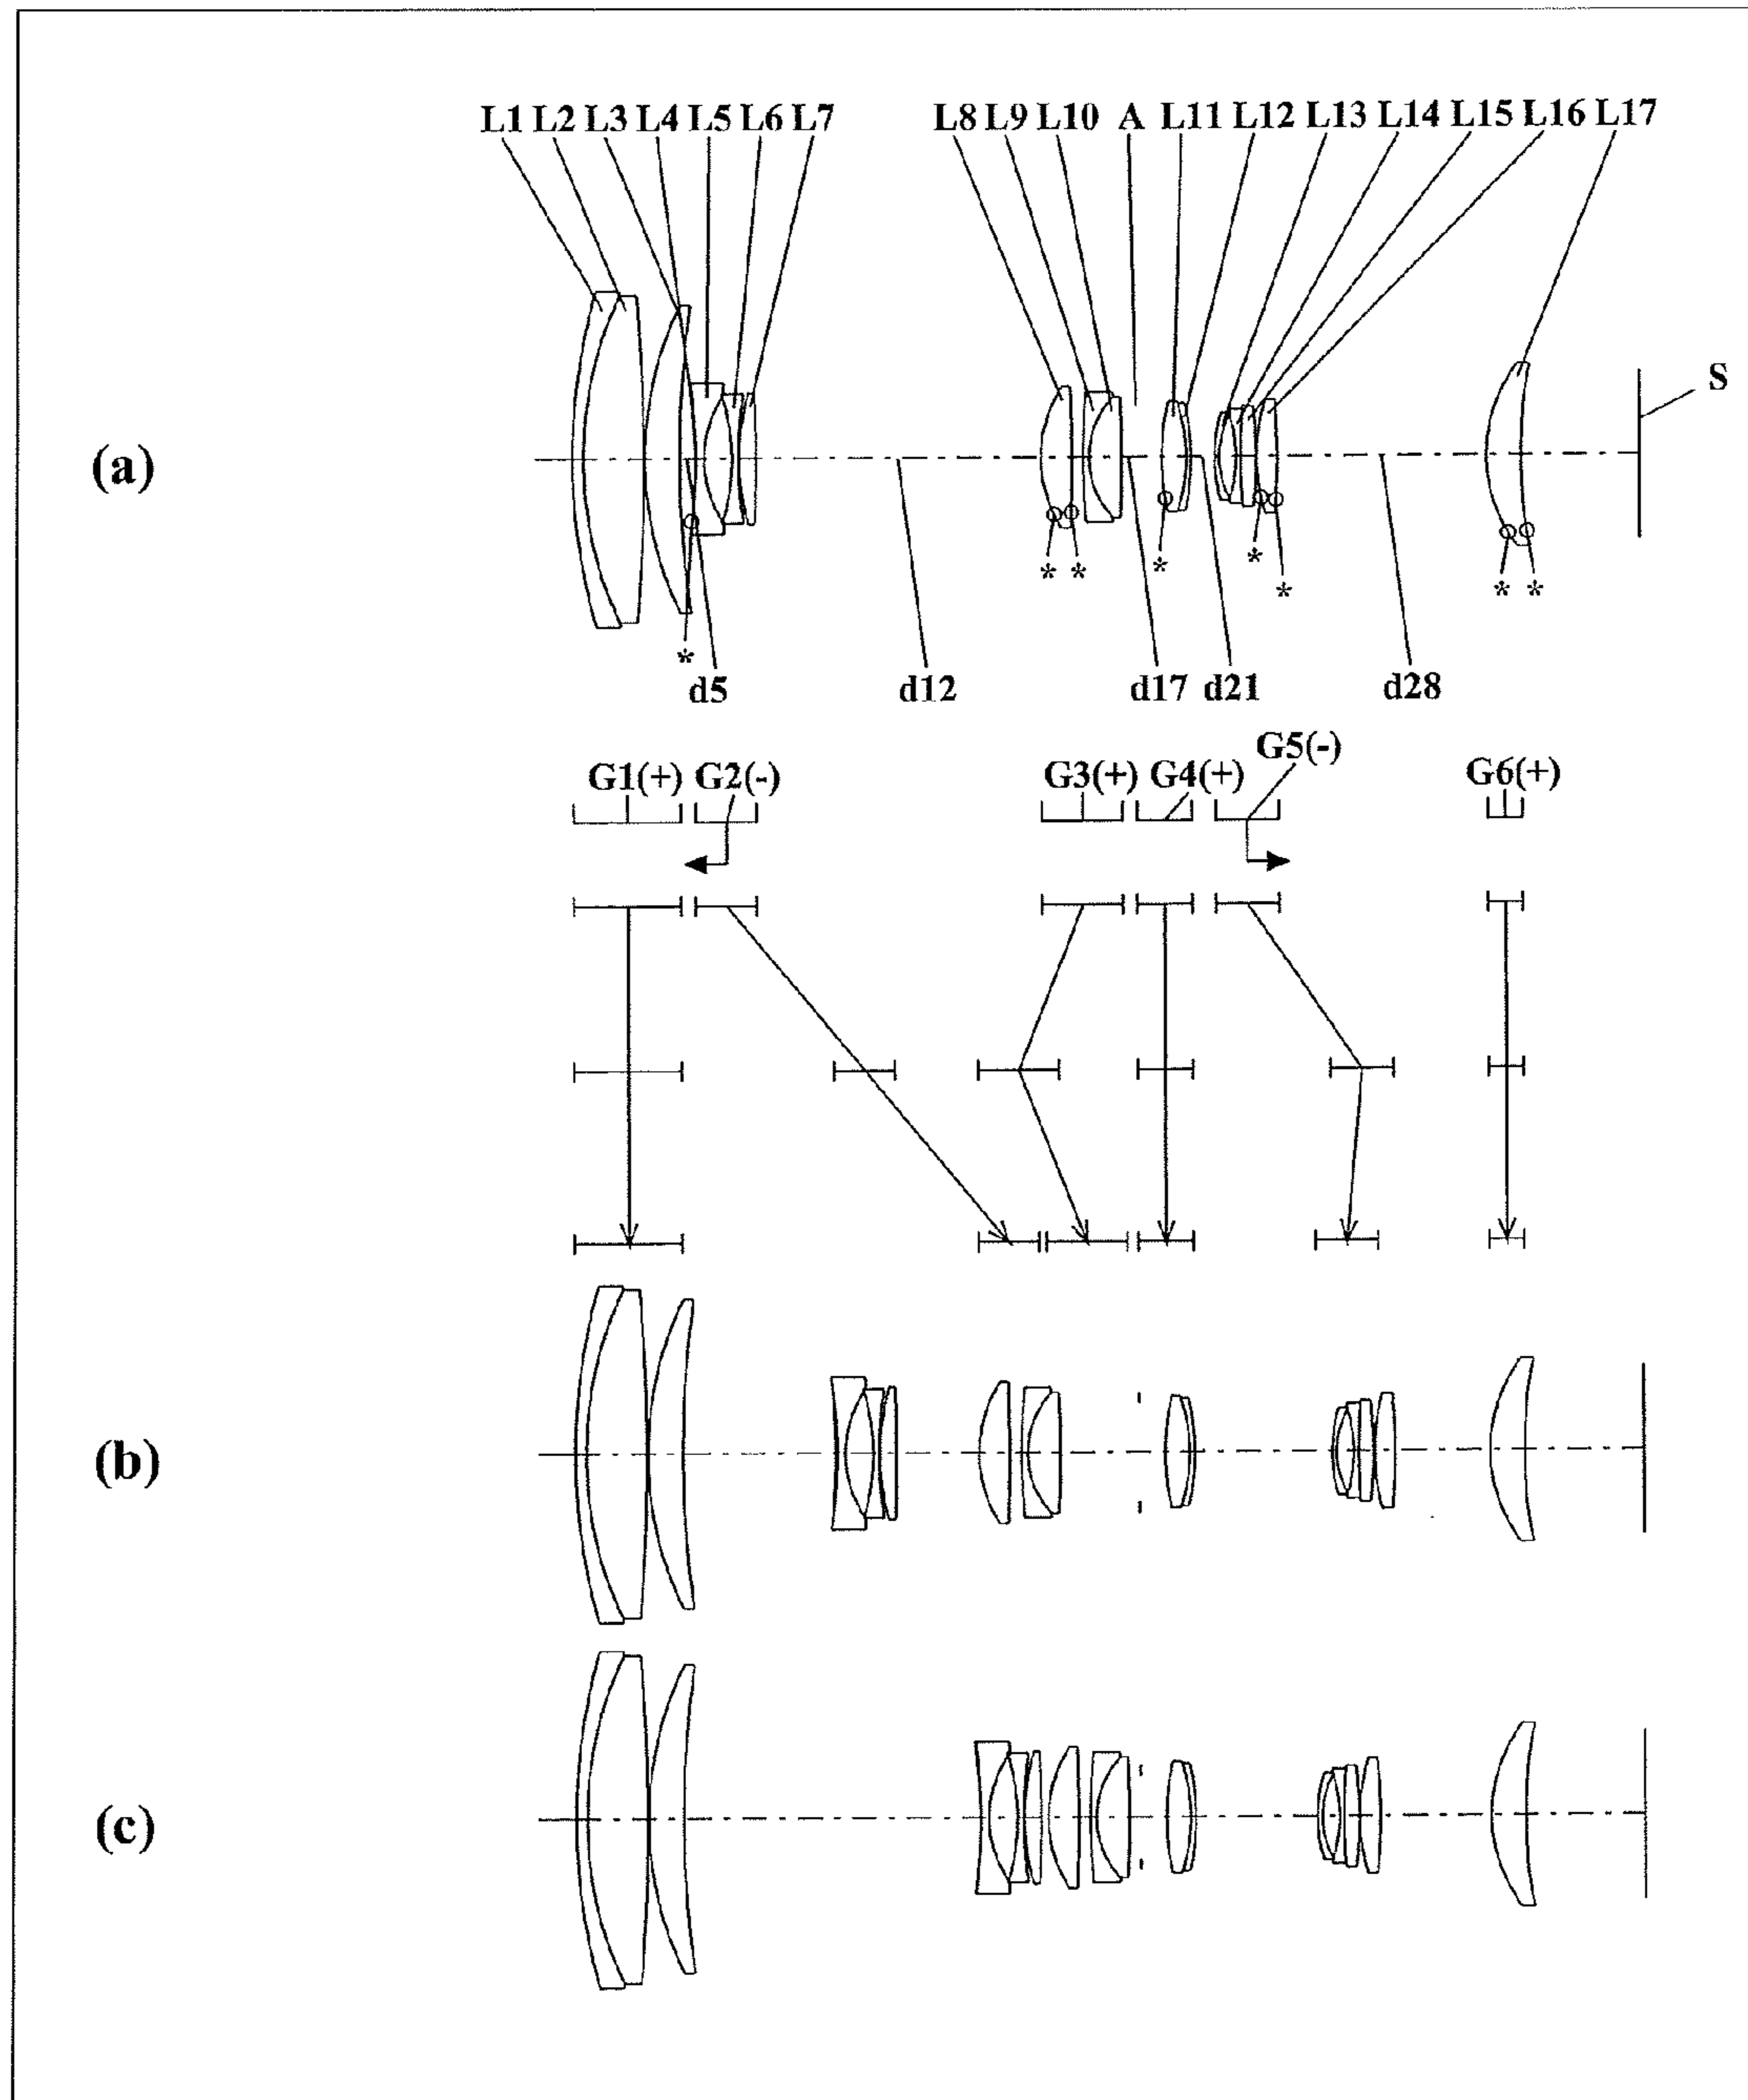 L1 L2 L3 L4 L5 L6 L7 L8 L9 L10 A L11 L12 L13 L14 L15 L16 L17
S
(a)
* * * * * * * *
d5 d12 d17 d21 d28
G1(+) G2(-) G3(+) G4(+) G5(-) G6(+)
(b)
(c)